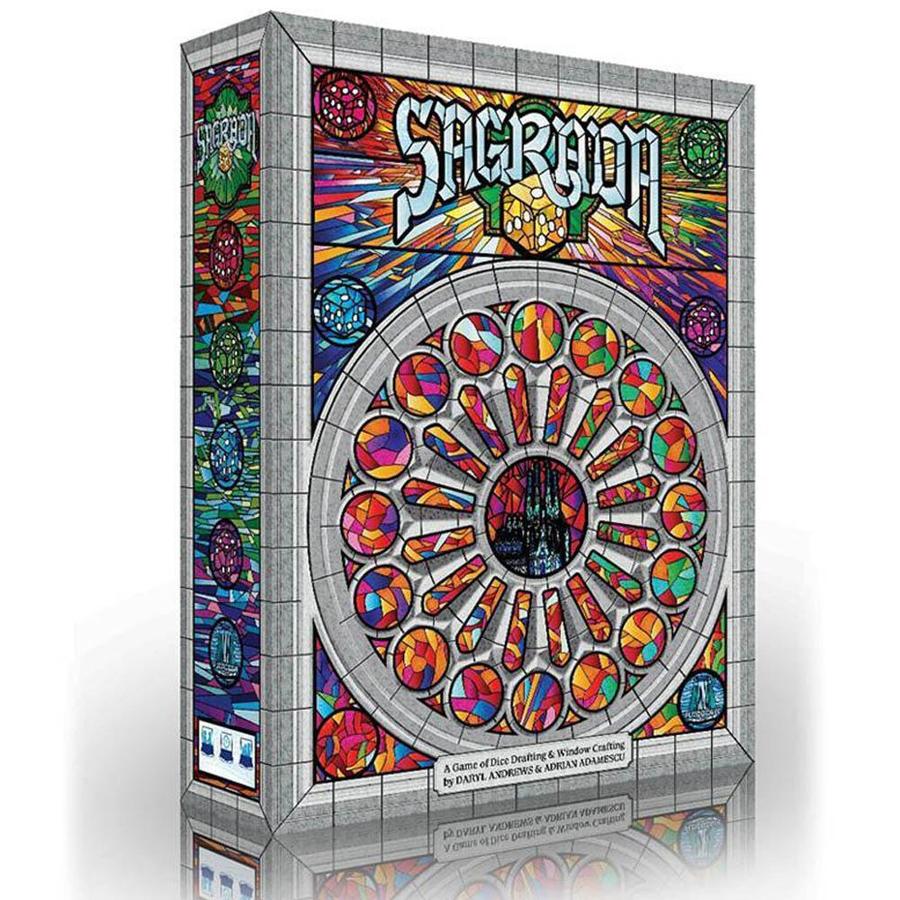 SAGRADA
SAGRADA
A Game of Dice Drafting & Window Crafting
by DARYL ANDREWS & ADRIAN ADAMESCU